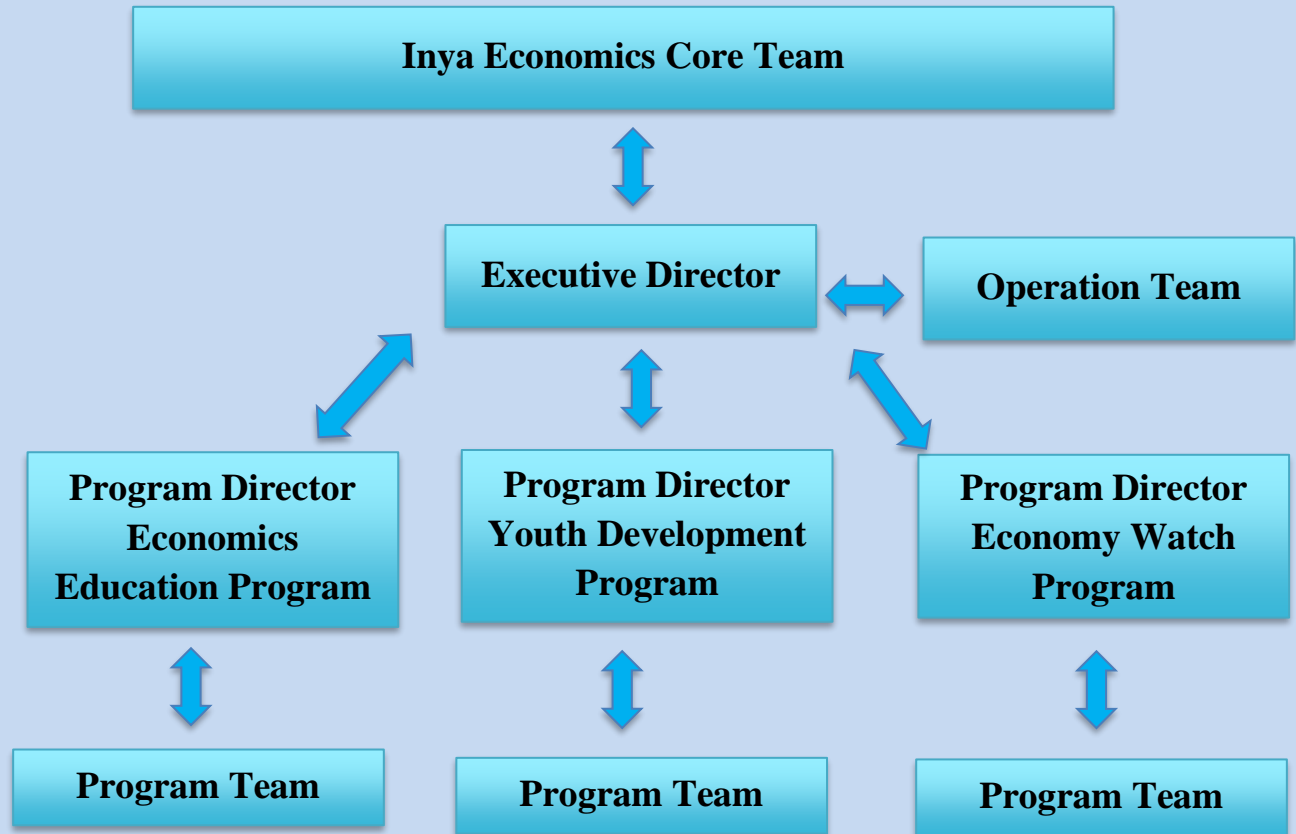 Inya Economics Core Team
Executive Director
Operation Team
Program Director
Economics
Education Program
Program Director
Youth Development
Program
Program Director
Economy Watch
Program
Program Team
Program Team
Program Team